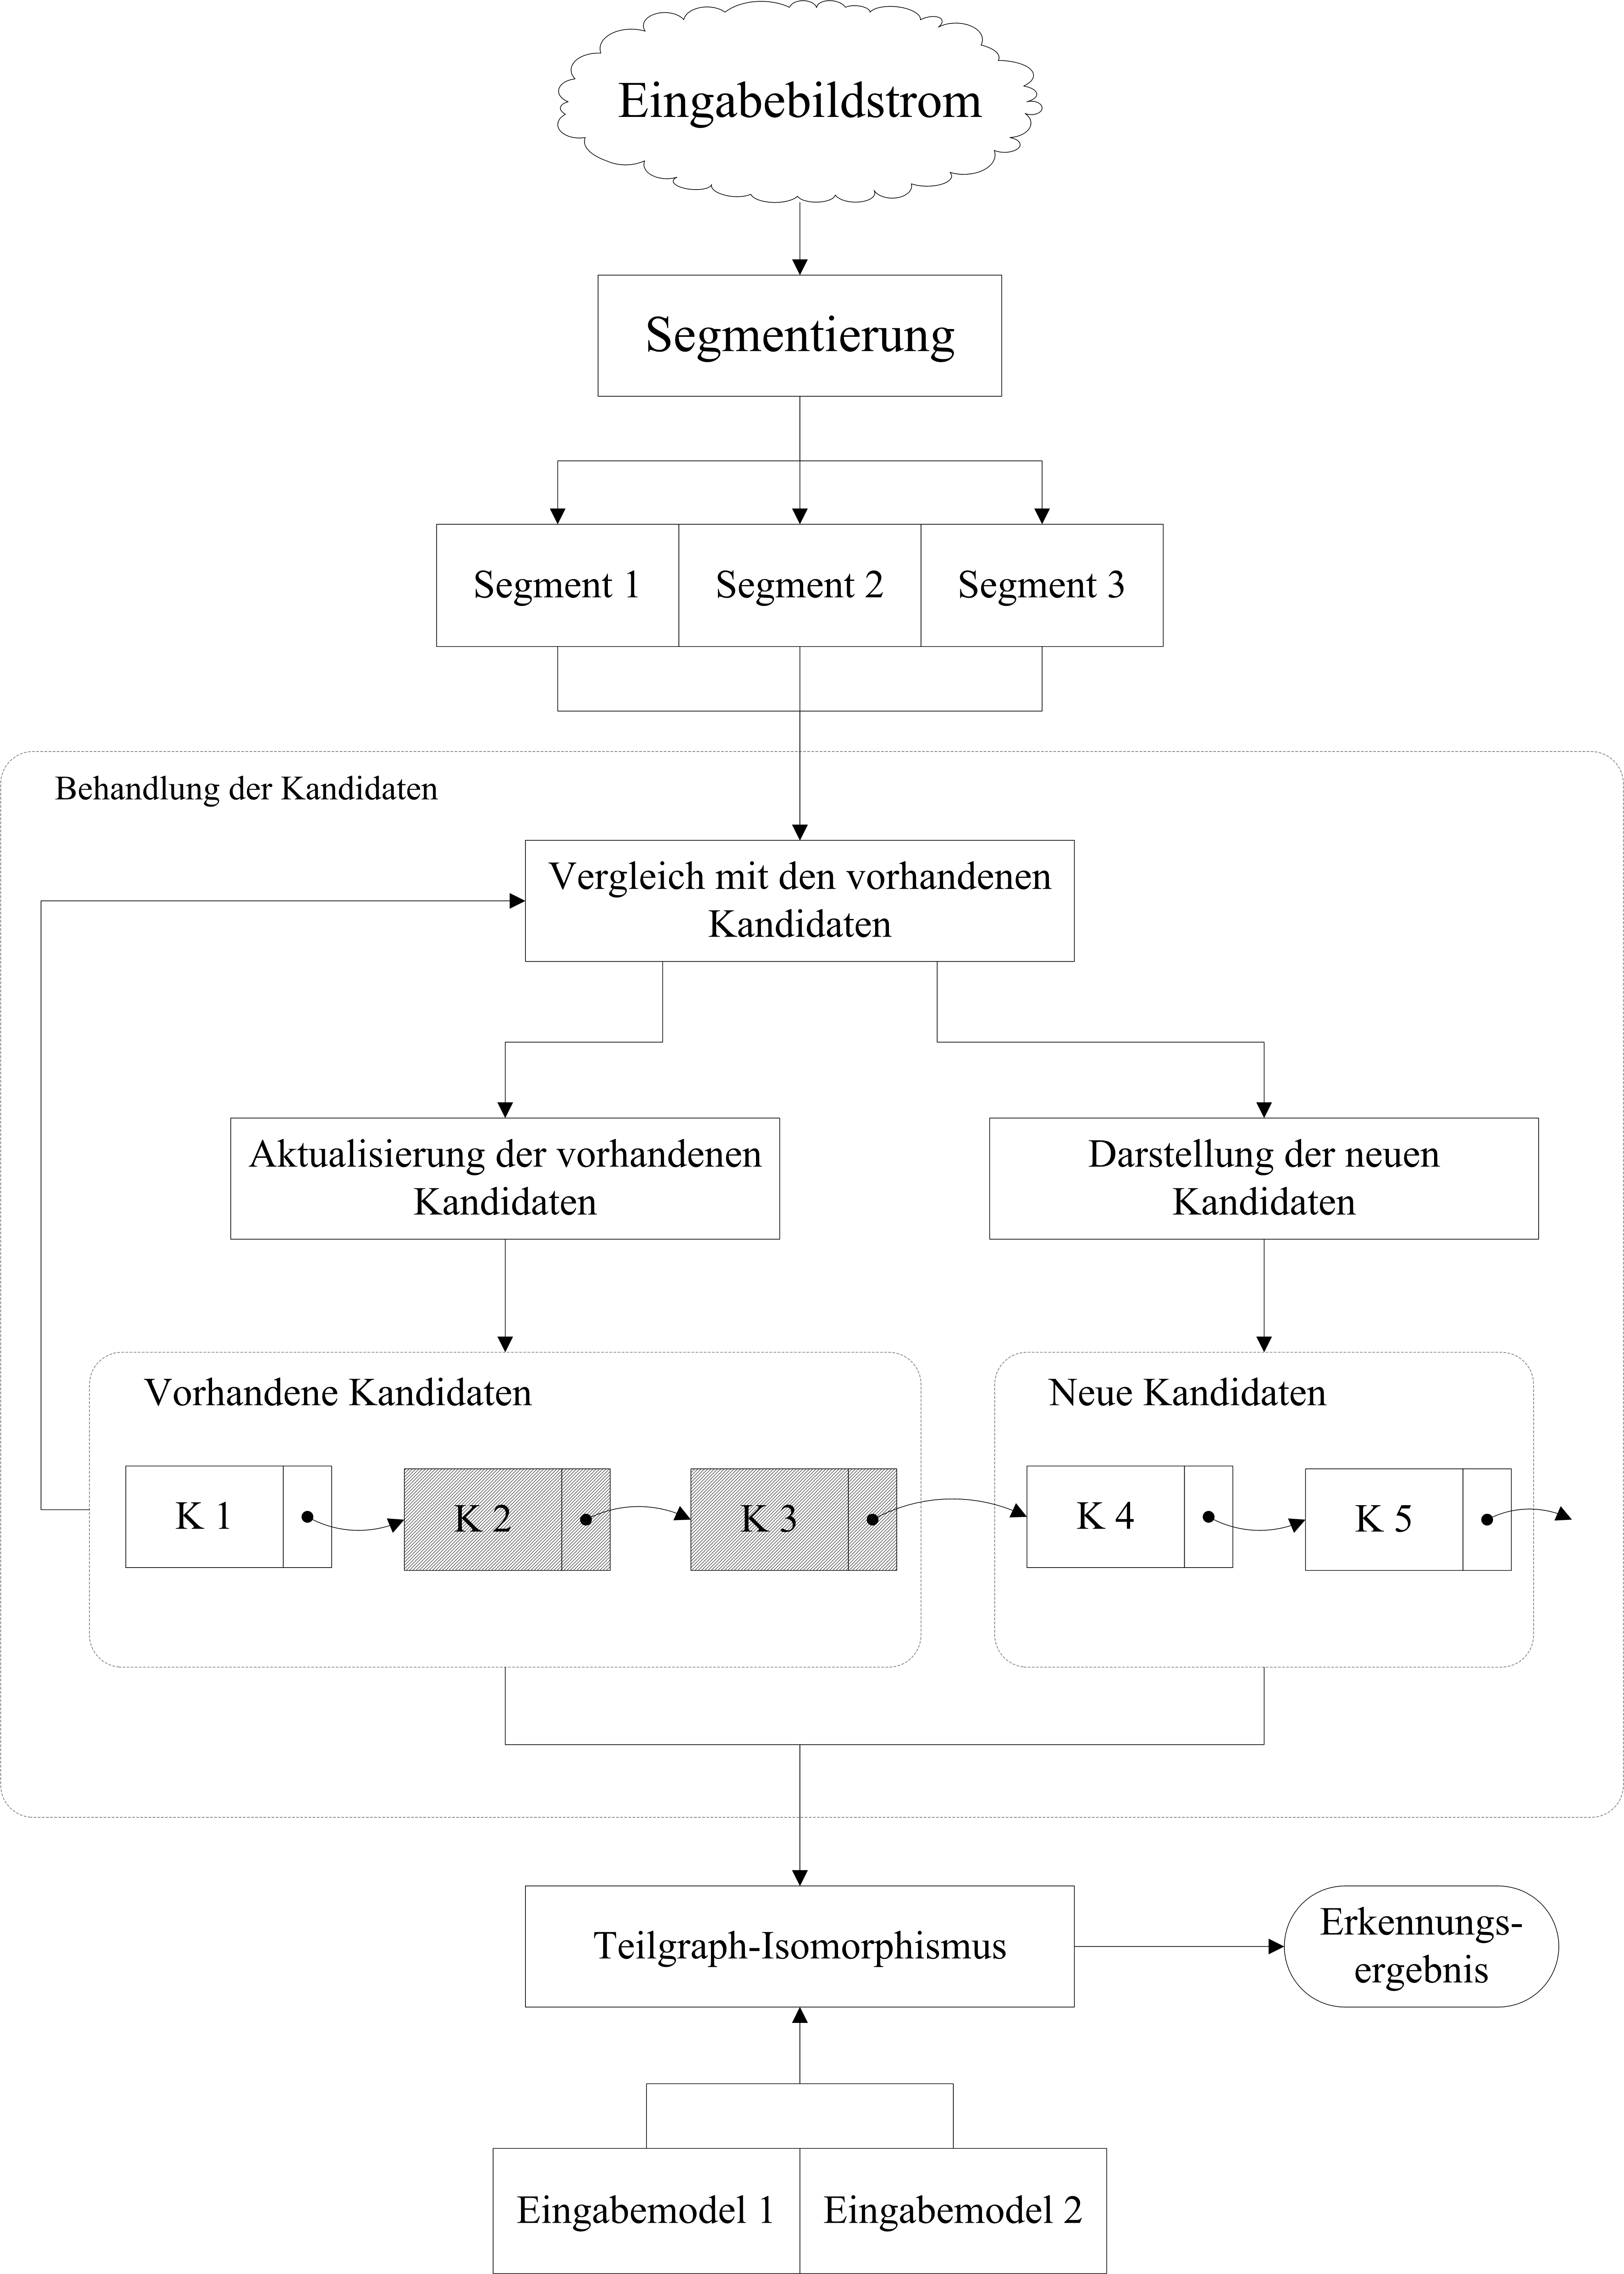 Eingabebildstrom
Segmentierung
Segment 1
Segment 2
Segment 3
Behandlung der Kandidaten
Vergleich mit den vorhandenen
Kandidaten
Aktualisierung der vorhandenen
Kandidaten
Darstellung der neuen
Kandidaten
Vorhandene Kandidaten
K 1
K 2
K 3
Neue Kandidaten
K 4
K 5
Teilgraph-Isomorphismus
Erkennungs-
ergebnis
Eingabemodel 1
Eingabemodel 2